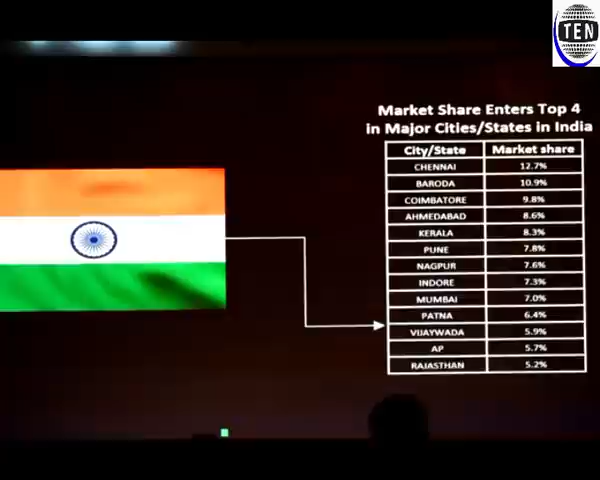 TEN
Market Share Enters Top 4
in Major Cities/States in India
City/State Market share
CHENNAI 12.7%
BARODA 10.9%
COIMBATORE 9.8%
AHMEDABAD 8.6%
KERALA 8.3%
PUNE 7.8%
NAGPUR 7.6%
INDORE 7.3%
MUMBAI 7.0%
PATNA 6.4%
VIJAYWADA 5.9%
AP 5.7%
RAJASTHAN 5.2%